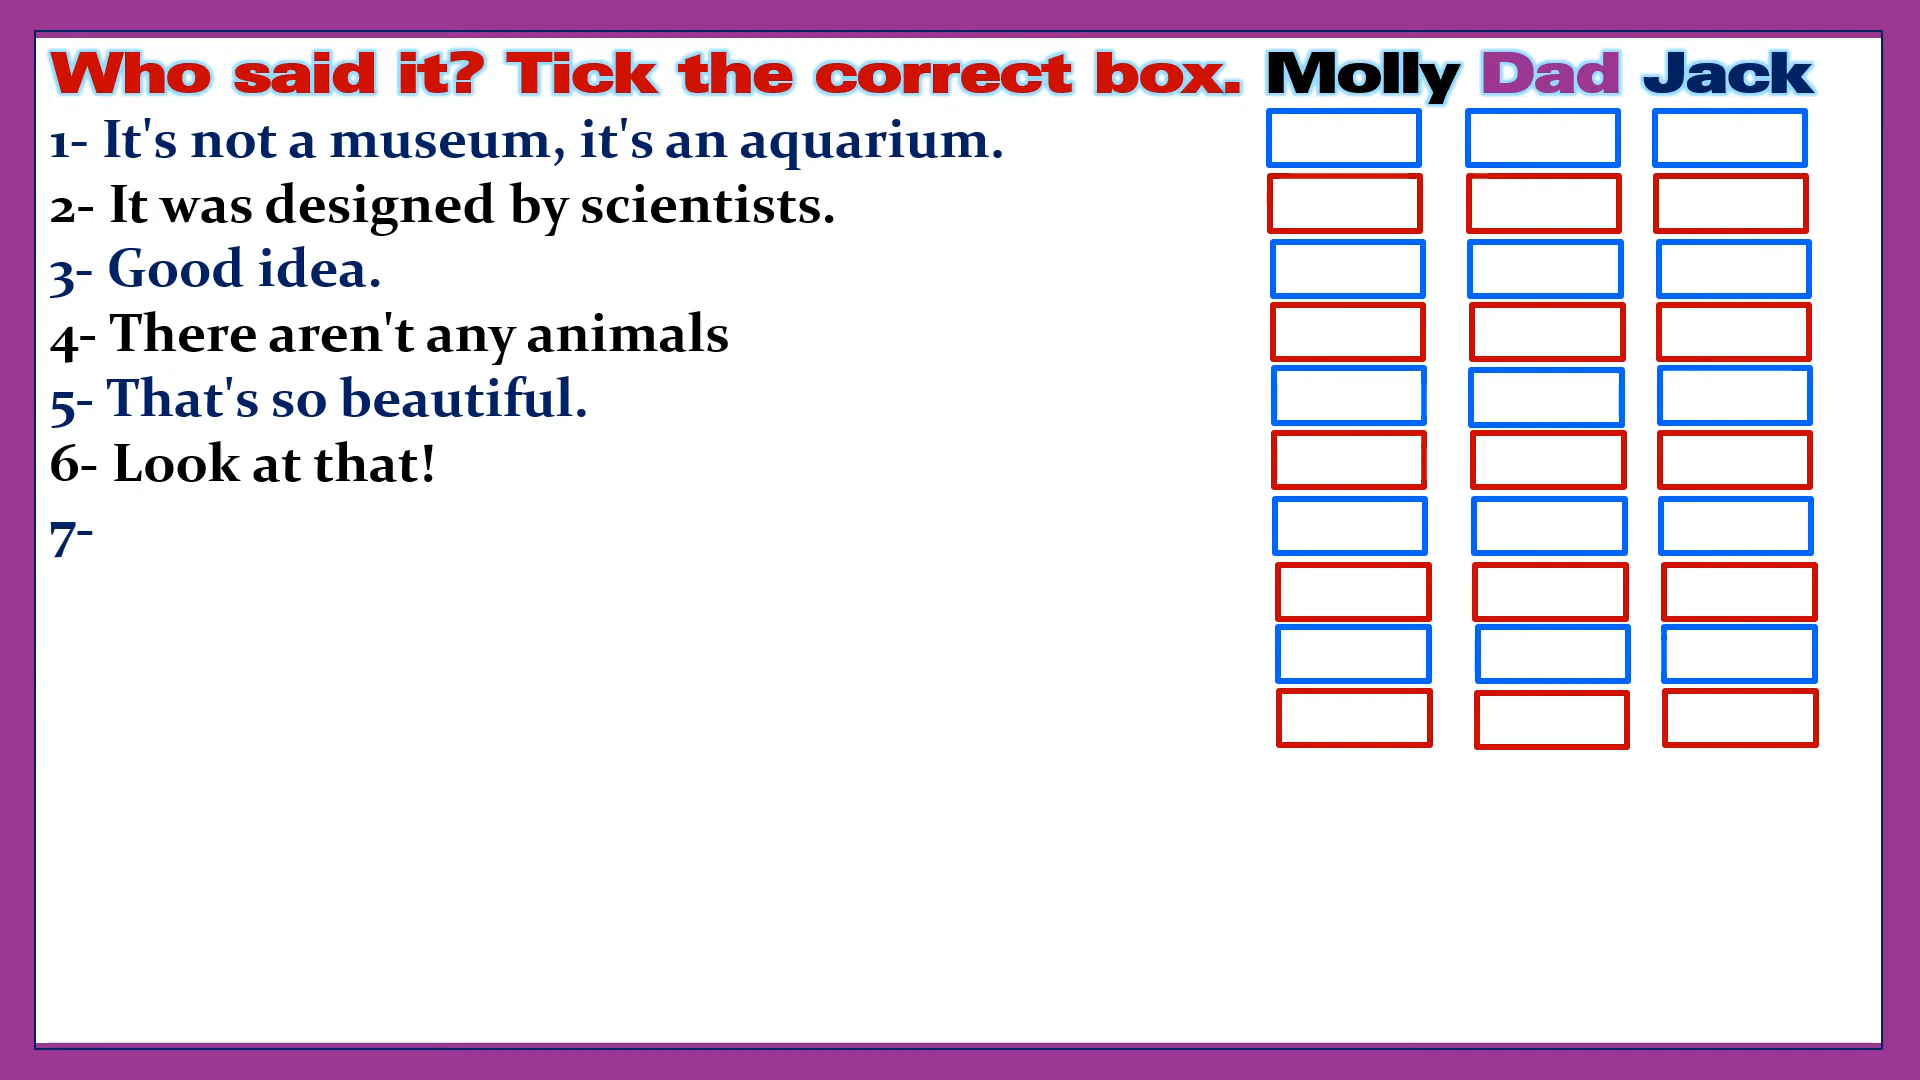 Who said it? Tick the correct box. Molly Dad Jack
1- It's not a museum, it's an aquarium.
2- It was designed by scientists.
3- Good idea.
4- There aren't any animals
5- That's so beautiful.
6- Look at that!
7-